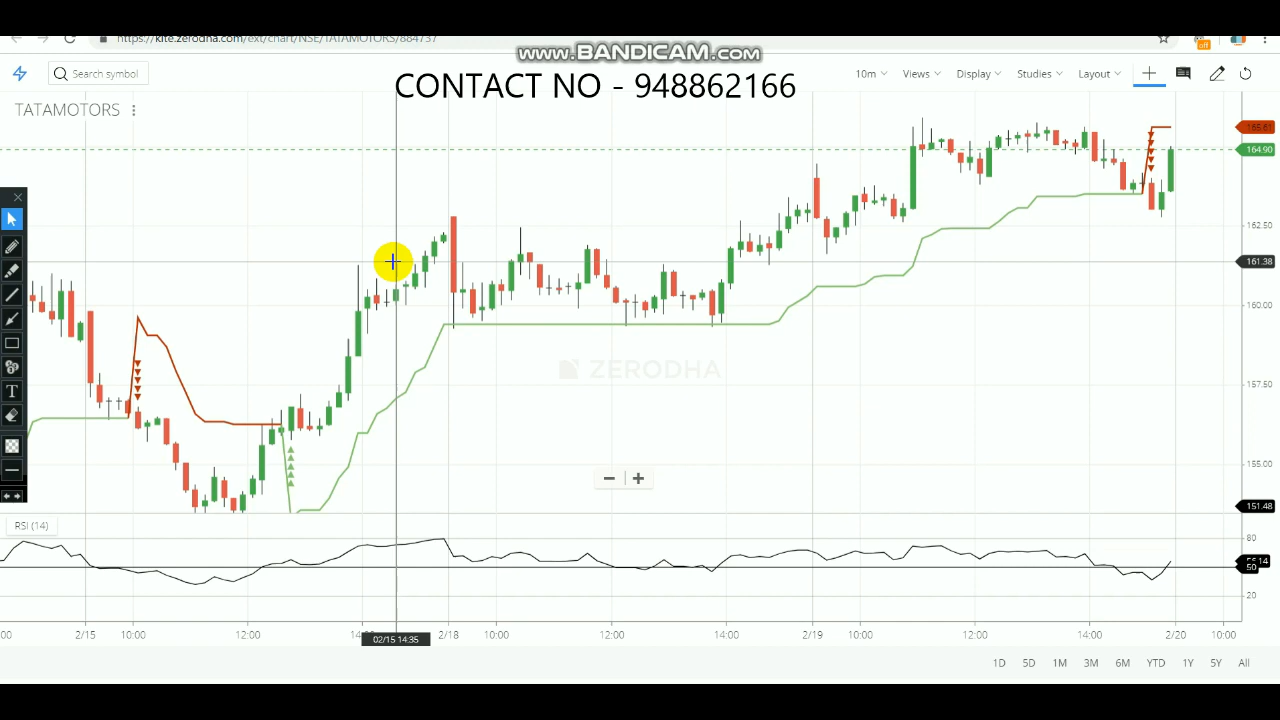 https://kite.zerodha.com/ext/chart/NSE/TATAMOTORS/884737
www.BANDICAM.com
off
Search symbol
CONTACT NO - 948862166
10m Views Display Studies Layout
TATAMOTORS
165.61
164.90
162.50
161.38
160.00
ZERODHA
157.50
155.00
151.48
T
RSI (14)
80
50
20
2/15 10:00 12:00 2/18 10:00 12:00 14:00 2/19 10:00 12:00 14:00 2/20 10:00
02/15 14:35
1D 5D 1M 3M 6M YTD 1Y 5Y All